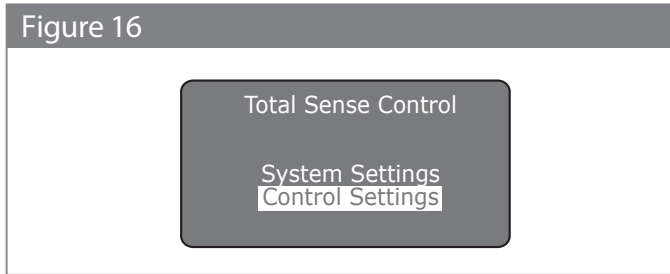 Figure 16
Total Sense Control
System Settings
Control Settings